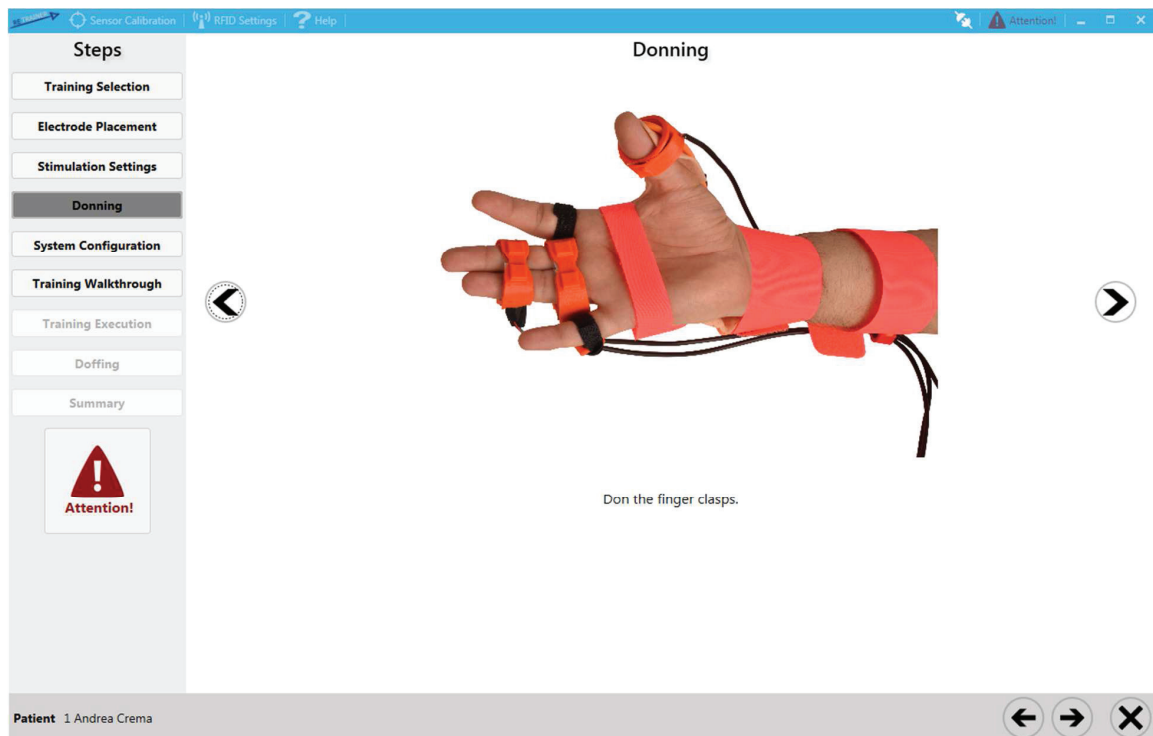 RETRAINER Sensor Calibration RFID Settings Help Attention!
Steps
Donning
Training Selection
Electrode Placement
Stimulation Settings
Donning
System Configuration
Training Walkthrough
Training Execution
Doffing
Summary
Attention!
Don the finger clasps.
Patient 1 Andrea Crema